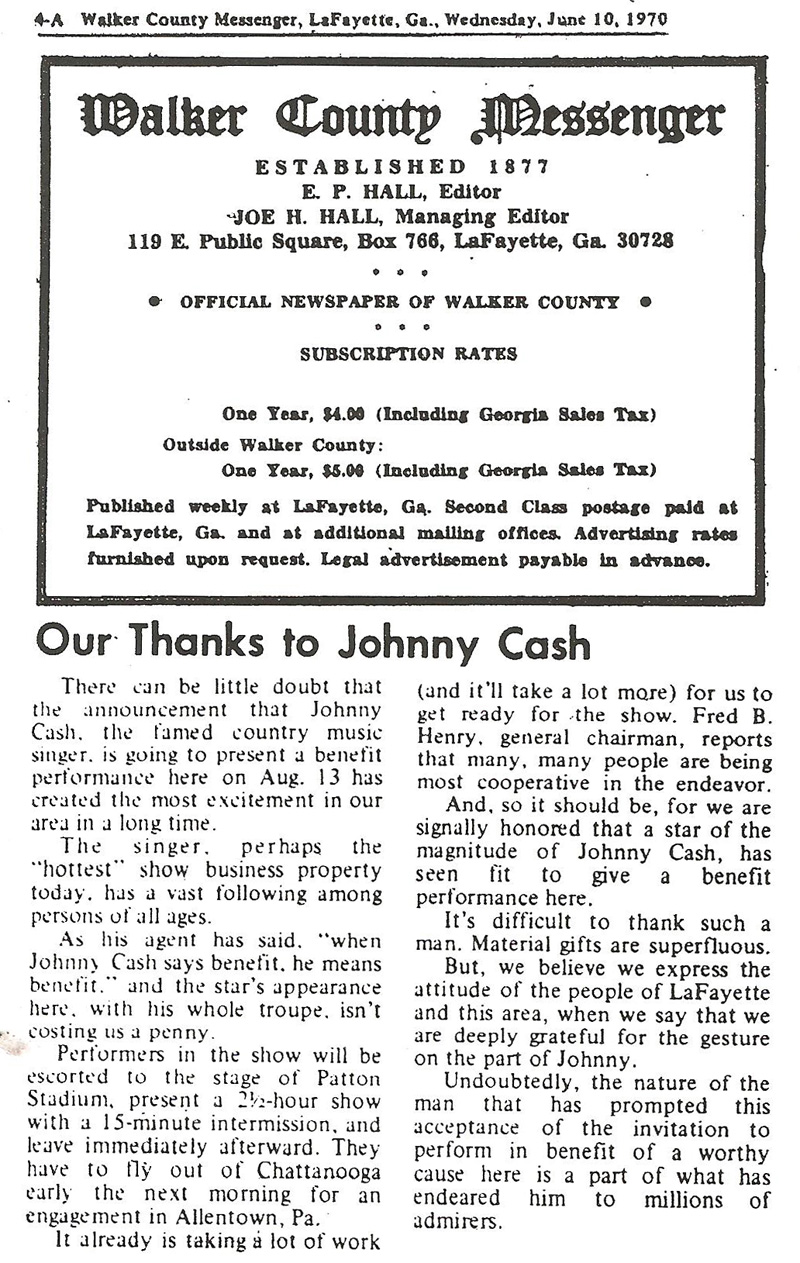 4-A Walker County Messenger, LaFayette, Ga., Wednesday, June 10, 1970
Walker County Messenger
ESTABLISHED 1877
E. P. HALL, Editor
JOE H. HALL, Managing Editor
119 E. Public Square, Box 766, LaFayette, Ga. 30728
• OFFICIAL NEWSPAPER OF WALKER COUNTY •
SUBSCRIPTION RATES
One Year, $4.00 (Including Georgia Sales Tax)
Outside Walker County:
One Year, $5.00 (Including Georgia Sales Tax)
Published weekly at LaFayette, Ga. Second Class postage paid at
LaFayette, Ga. and at additional mailing offices. Advertising rates
furnished upon request. Legal advertisement payable in advance.
Our Thanks to Johnny Cash
There can be little doubt that
the announcement that Johnny
Cash, the famed country music
singer, is going to present a benefit
performance here on Aug. 13 has
created the most excitement in our
area in a long time.
The singer, perhaps the
"hottest" show business property
today, has a vast following among
persons of all ages.
As his agent has said, "when
Johnny Cash says benefit, he means
benefit," and the star's appearance
here, with his whole troupe, isn't
costing us a penny.
Performers in the show will be
escorted to the stage of Patton
Stadium, present a 2½-hour show
with a 15-minute intermission, and
leave immediately afterward. They
have to fly out of Chattanooga
early the next morning for an
engagement in Allentown, Pa.
It already is taking a lot of work
(and it'll take a lot more) for us to
get ready for the show. Fred B.
Henry, general chairman, reports
that many, many people are being
most cooperative in the endeavor.
And, so it should be, for we are
signally honored that a star of the
magnitude of Johnny Cash, has
seen fit to give a benefit
performance here.
It's difficult to thank such a
man. Material gifts are superfluous.
But, we believe we express the
attitude of the people of LaFayette
and this area, when we say that we
are deeply grateful for the gesture
on the part of Johnny.
Undoubtedly, the nature of the
man that has prompted this
acceptance of the invitation to
perform in benefit of a worthy
cause here is a part of what has
endeared him to millions of
admirers.